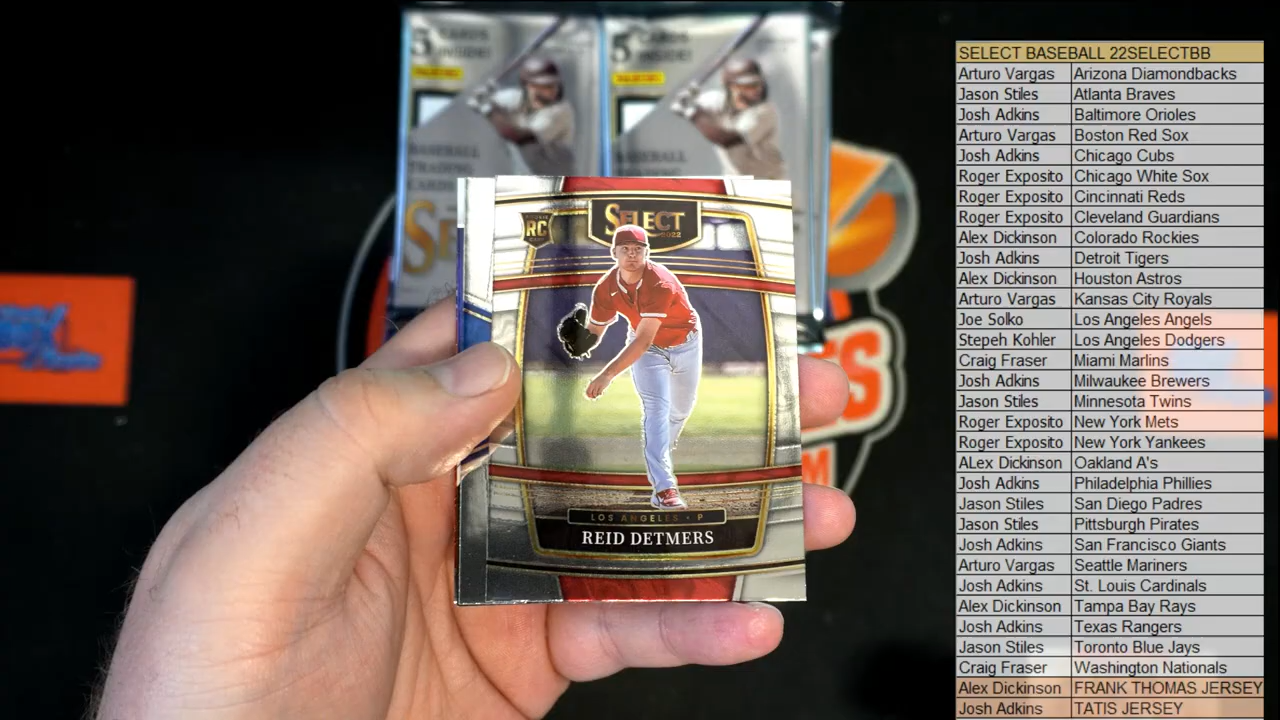 5 CARDS INSIDE!
5 CARDS INSIDE!
BASEBALL
TRADING
CARDS
BASEBALL
RC
SELECT
2022
LOS ANGELES • P
REID DETMERS
SELECT BASEBALL 22SELECTBB
Arturo Vargas Arizona Diamondbacks
Jason Stiles Atlanta Braves
Josh Adkins Baltimore Orioles
Arturo Vargas Boston Red Sox
Josh Adkins Chicago Cubs
Roger Exposito Chicago White Sox
Roger Exposito Cincinnati Reds
Roger Exposito Cleveland Guardians
Alex Dickinson Colorado Rockies
Josh Adkins Detroit Tigers
Alex Dickinson Houston Astros
Arturo Vargas Kansas City Royals
Joe Solko Los Angeles Angels
Stepeh Kohler Los Angeles Dodgers
Craig Fraser Miami Marlins
Josh Adkins Milwaukee Brewers
Jason Stiles Minnesota Twins
Roger Exposito New York Mets
Roger Exposito New York Yankees
ALex Dickinson Oakland A's
Josh Adkins Philadelphia Phillies
Jason Stiles San Diego Padres
Jason Stiles Pittsburgh Pirates
Josh Adkins San Francisco Giants
Arturo Vargas Seattle Mariners
Josh Adkins St. Louis Cardinals
Alex Dickinson Tampa Bay Rays
Josh Adkins Texas Rangers
Jason Stiles Toronto Blue Jays
Craig Fraser Washington Nationals
Alex Dickinson FRANK THOMAS JERSEY
Josh Adkins TATIS JERSEY